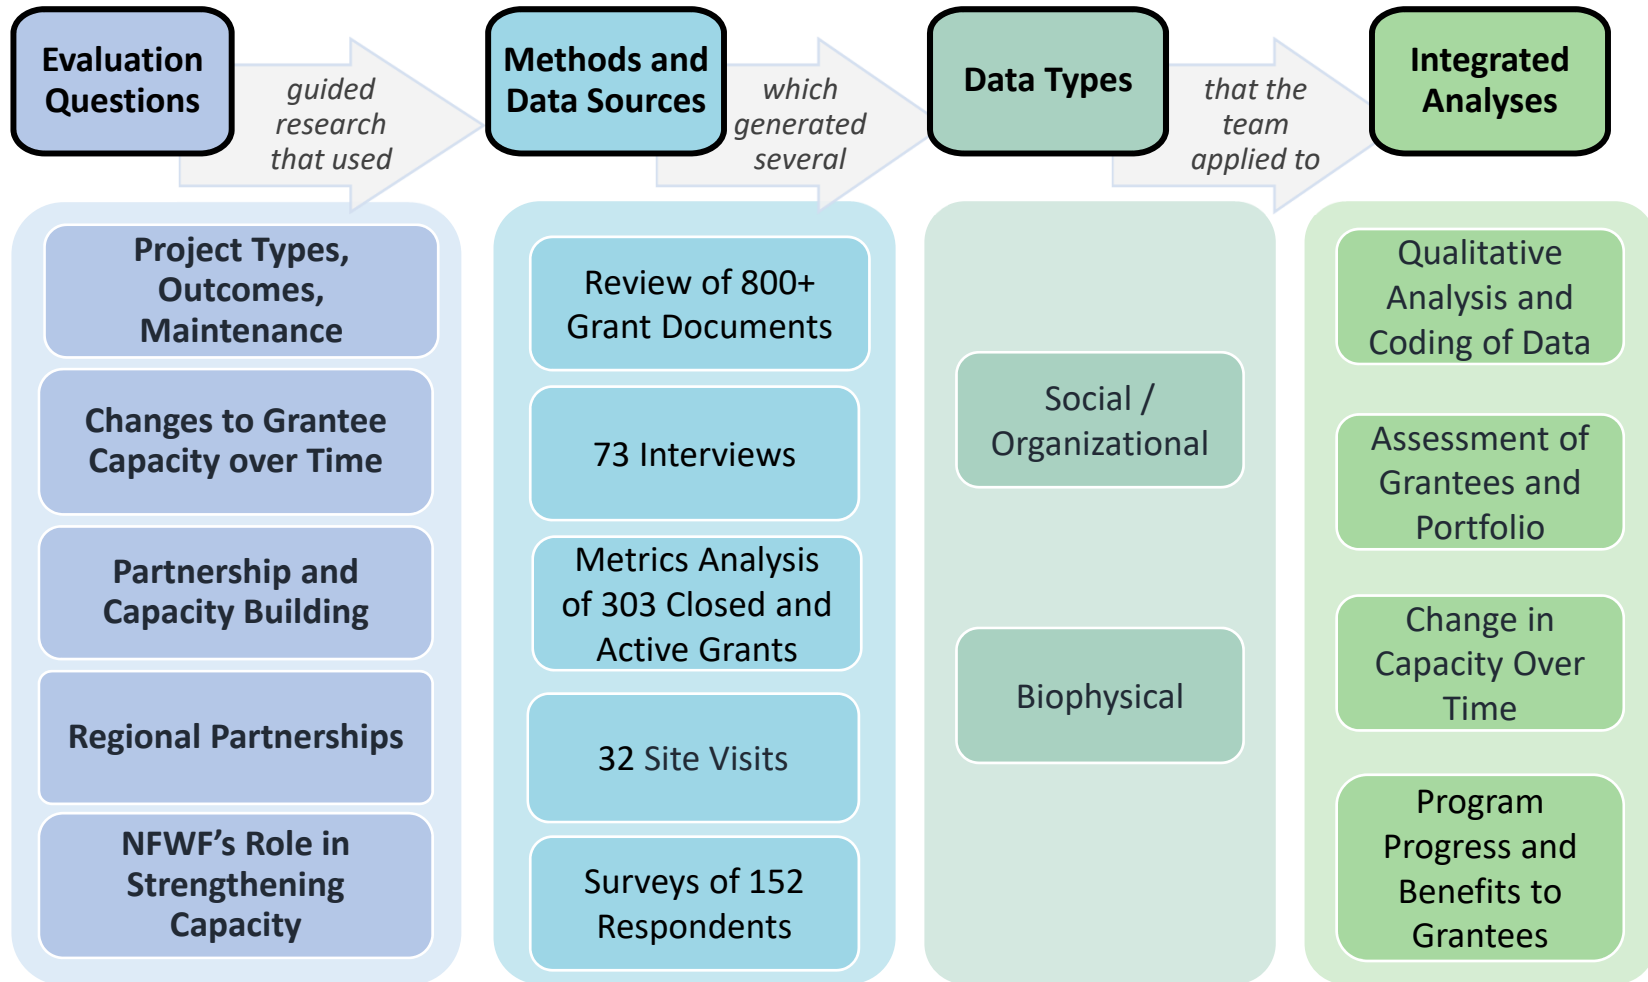 Evaluation
Questions
guided
research
that used
Methods and
Data Sources
which
generated
several
Data Types
that the
team
applied to
Integrated
Analyses
Project Types,
Outcomes,
Maintenance
Changes to Grantee
Capacity over Time
Partnership and
Capacity Building
Regional Partnerships
NFWF’s Role in
Strengthening
Capacity
Review of 800+
Grant Documents
73 Interviews
Metrics Analysis
of 303 Closed and
Active Grants
32 Site Visits
Surveys of 152
Respondents
Social /
Organizational
Biophysical
Qualitative
Analysis and
Coding of Data
Assessment of
Grantees and
Portfolio
Change in
Capacity Over
Time
Program
Progress and
Benefits to
Grantees